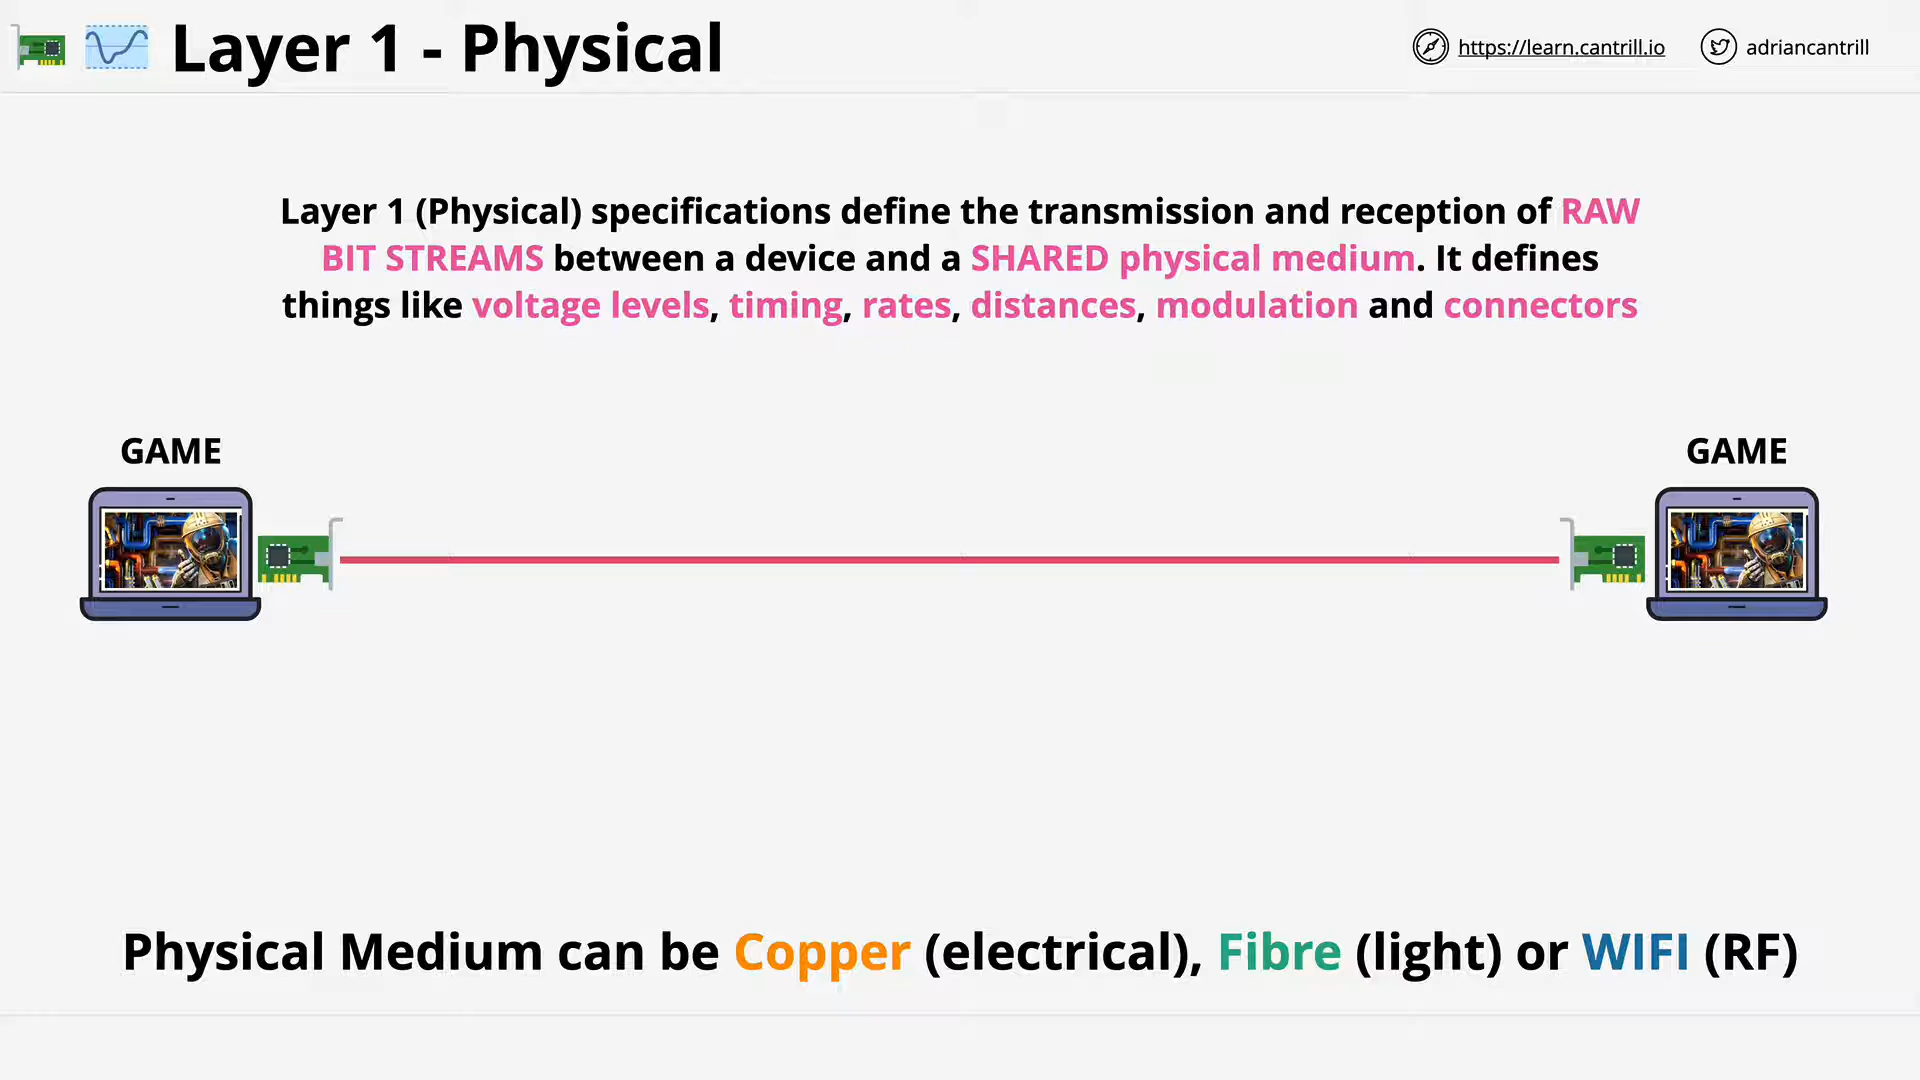 Layer 1 - Physical
https://learn.cantrill.io
adriancantrill
Layer 1 (Physical) specifications define the transmission and reception of RAW
BIT STREAMS between a device and a SHARED physical medium. It defines
things like voltage levels, timing, rates, distances, modulation and connectors
GAME
GAME
Physical Medium can be Copper (electrical), Fibre (light) or WIFI (RF)